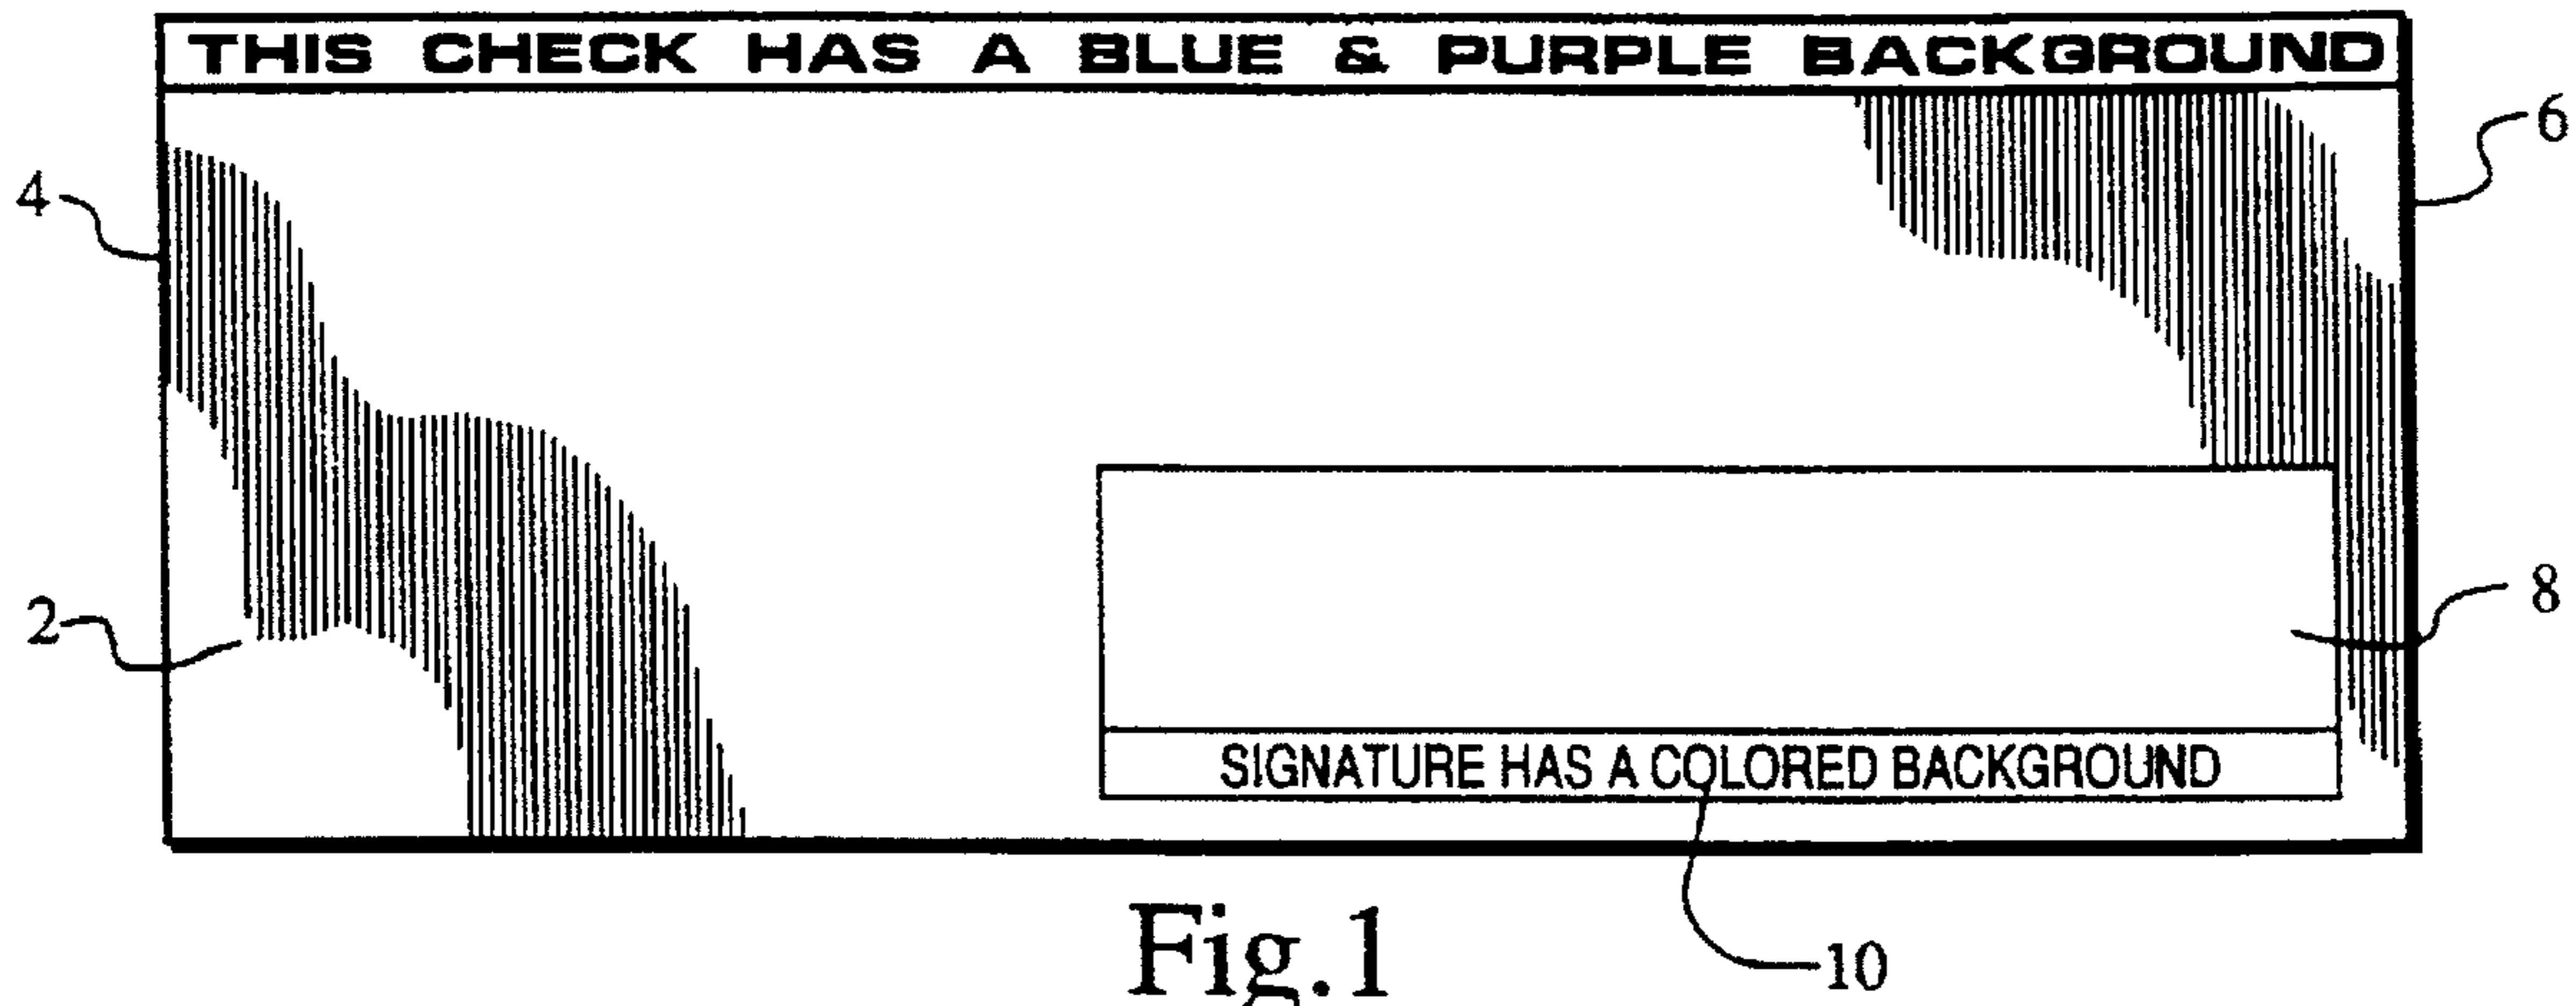 THIS CHECK HAS A BLUE & PURPLE BACKGROUND
6
4
8
2
SIGNATURE HAS A COLORED BACKGROUND
10
Fig.1